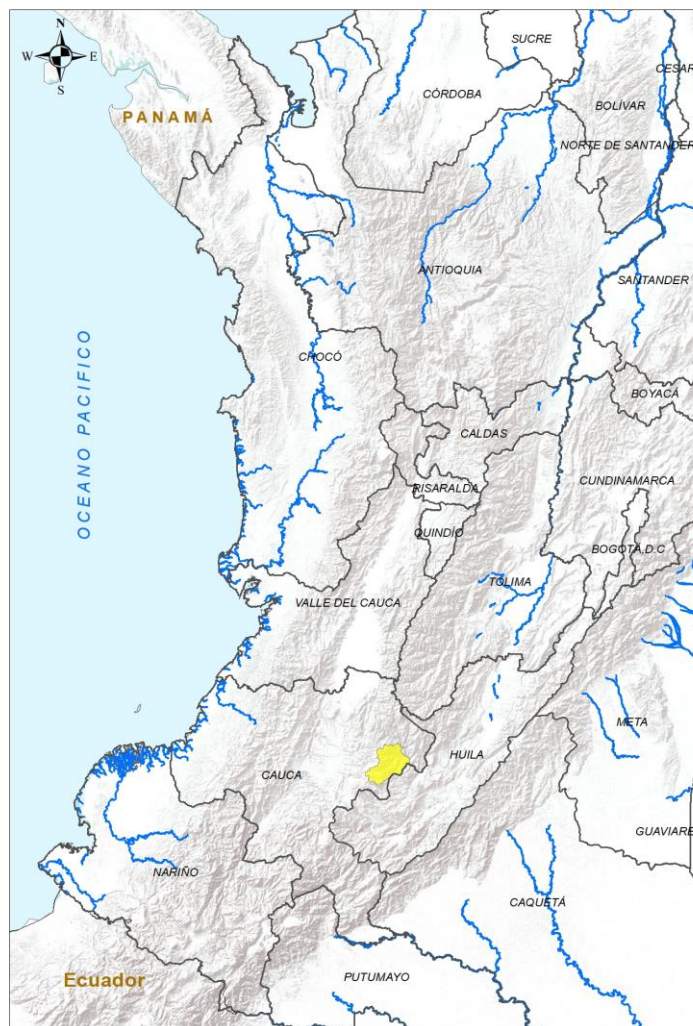 N
W E
S
SUCRE
CESAR
CÓRDOBA
BOLÍVAR
PANAMÁ
NORTE DE SANTANDER
ANTIOQUIA
SANTANDER
OCEANO PACIFICO
CHOCÓ
BOYACÁ
CALDAS
CUNDINAMARCA
RISARALDA
QUINDÍO
BOGOTÁ, D.C
TOLIMA
VALLE DEL CAUCA
META
HUILA
CAUCA
GUAVIARE
NARIÑO
CAQUETÁ
Ecuador
PUTUMAYO